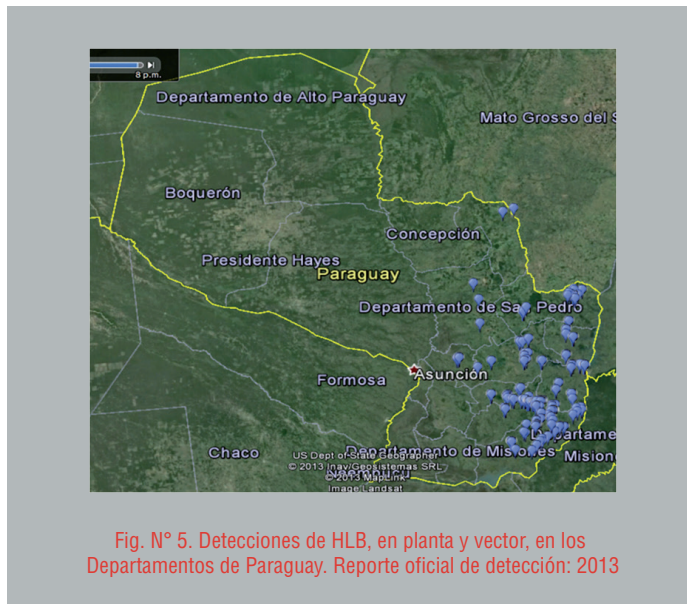 8 p.m.
Departamento de Alto Paraguay
Mato Grosso del S
Boquerón
Concepción
Presidente Hayes
Paraguay
Departamento de San Pedro
Asunción
Formosa
Departame
Chaco
Departamento de Misiones
Mision
US Dept of State Geographer
© 2013 Inav/Geosistemas SRL
Ñeembucú
© 2013 MapLink
Image Landsat
Fig. N° 5. Detecciones de HLB, en planta y vector, en los
Departamentos de Paraguay. Reporte oficial de detección: 2013